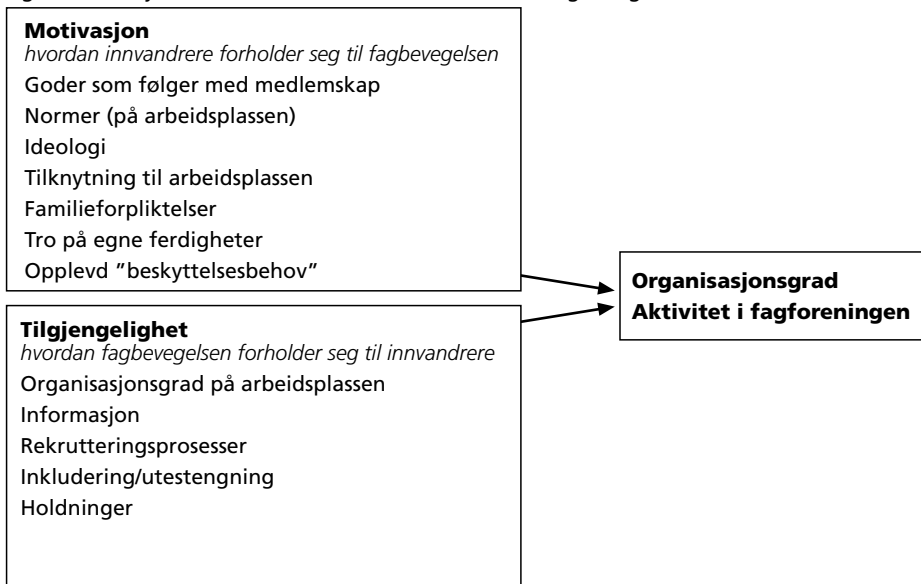 Motivasjon
hvordan innvandrere forholder seg til fagbevegelsen
Goder som følger med medlemskap
Normer (på arbeidsplassen)
Ideologi
Tilknytning til arbeidsplassen
Familieforpliktelser
Tro på egne ferdigheter
Opplevd ”beskyttelsesbehov”
Organisasjonsgrad
Aktivitet i fagforeningen
Tilgjengelighet
hvordan fagbevegelsen forholder seg til innvandrere
Organisasjonsgrad på arbeidsplassen
Informasjon
Rekrutteringsprosesser
Inkludering/utestengning
Holdninger